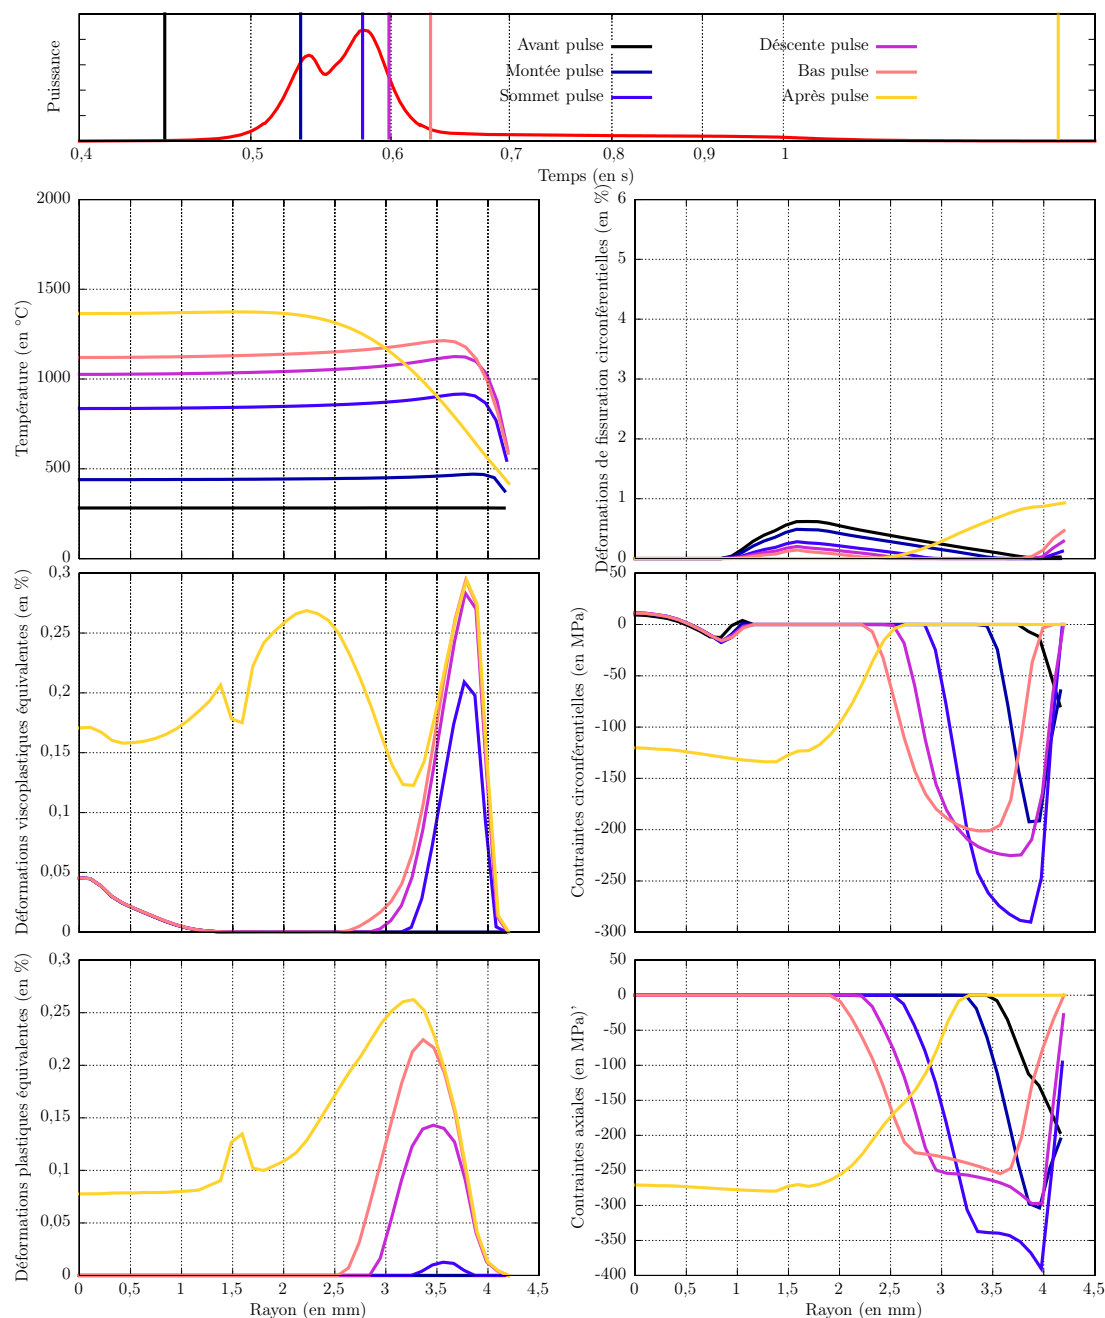 Puissance
Avant pulse
Montée pulse
Sommet pulse
Déscente pulse
Bas pulse
Après pulse
0,4 0,5 0,6 0,7 0,8 0,9 1
Temps (en s)
Température (en °C)
2000
1500
1000
500
0
Déformations de fissuration circonférentielles (en %)
6
5
4
3
2
1
0
Déformations viscoplastiques équivalentes (en %)
0,3
0,25
0,2
0,15
0,1
0,05
0
Contraintes circonférentielles (en MPa)
50
0
-50
-100
-150
-200
-250
-300
Déformations plastiques équivalentes (en %)
0,3
0,25
0,2
0,15
0,1
0,05
0
0 0,5 1 1,5 2 2,5 3 3,5 4 4,5
Rayon (en mm)
Contraintes axiales (en MPa)'
50
0
-50
-100
-150
-200
-250
-300
-350
-400
0 0,5 1 1,5 2 2,5 3 3,5 4 4,5
Rayon (en mm)